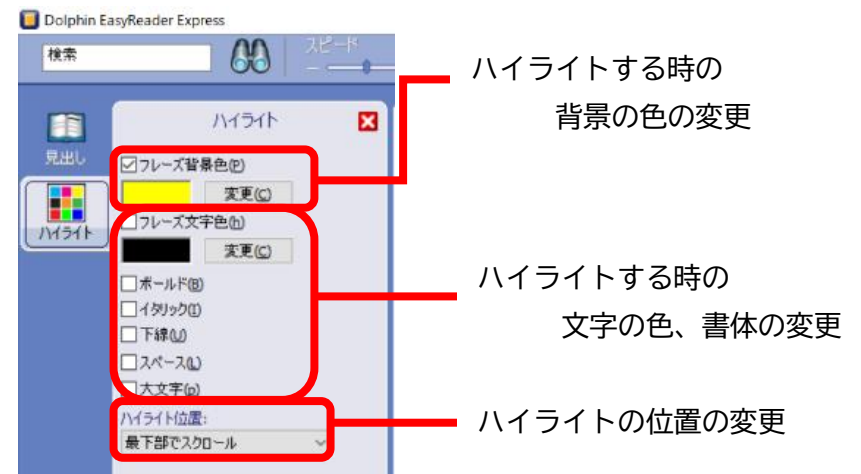 Dolphin EasyReader Express
検索
スピード
ハイライトする時の
背景の色の変更
ハイライト
見出し
フレーズ背景色(P)
変更(C)
ハイライト
フレーズ文字色(h)
変更(C)
ボールド(B)
イタリック(I)
下線(U)
スペース(L)
大文字(p)
ハイライトする時の
文字の色、書体の変更
ハイライト位置:
最下部でスクロール
ハイライトの位置の変更